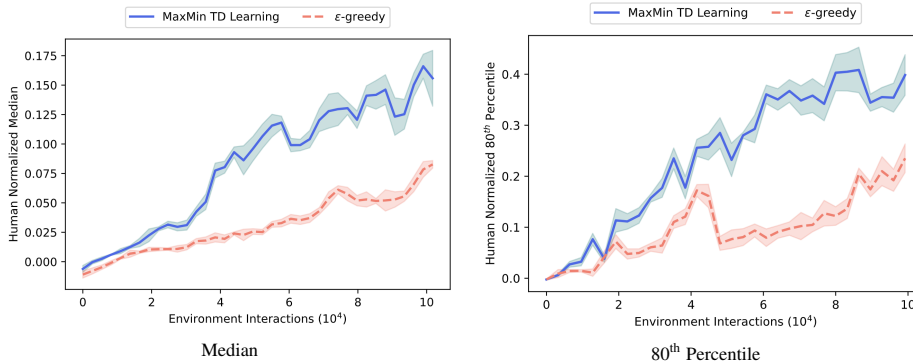 MaxMin TD Learning ε-greedy
Human Normalized Median
0.175
0.150
0.125
0.100
0.075
0.050
0.025
0.000
0 2 4 6 8 10
Environment Interactions (10⁴)
Median
MaxMin TD Learning ε-greedy
Human Normalized 80ᵗʰ Percentile
0.4
0.3
0.2
0.1
0.0
0 2 4 6 8 10
Environment Interactions (10⁴)
80ᵗʰ Percentile